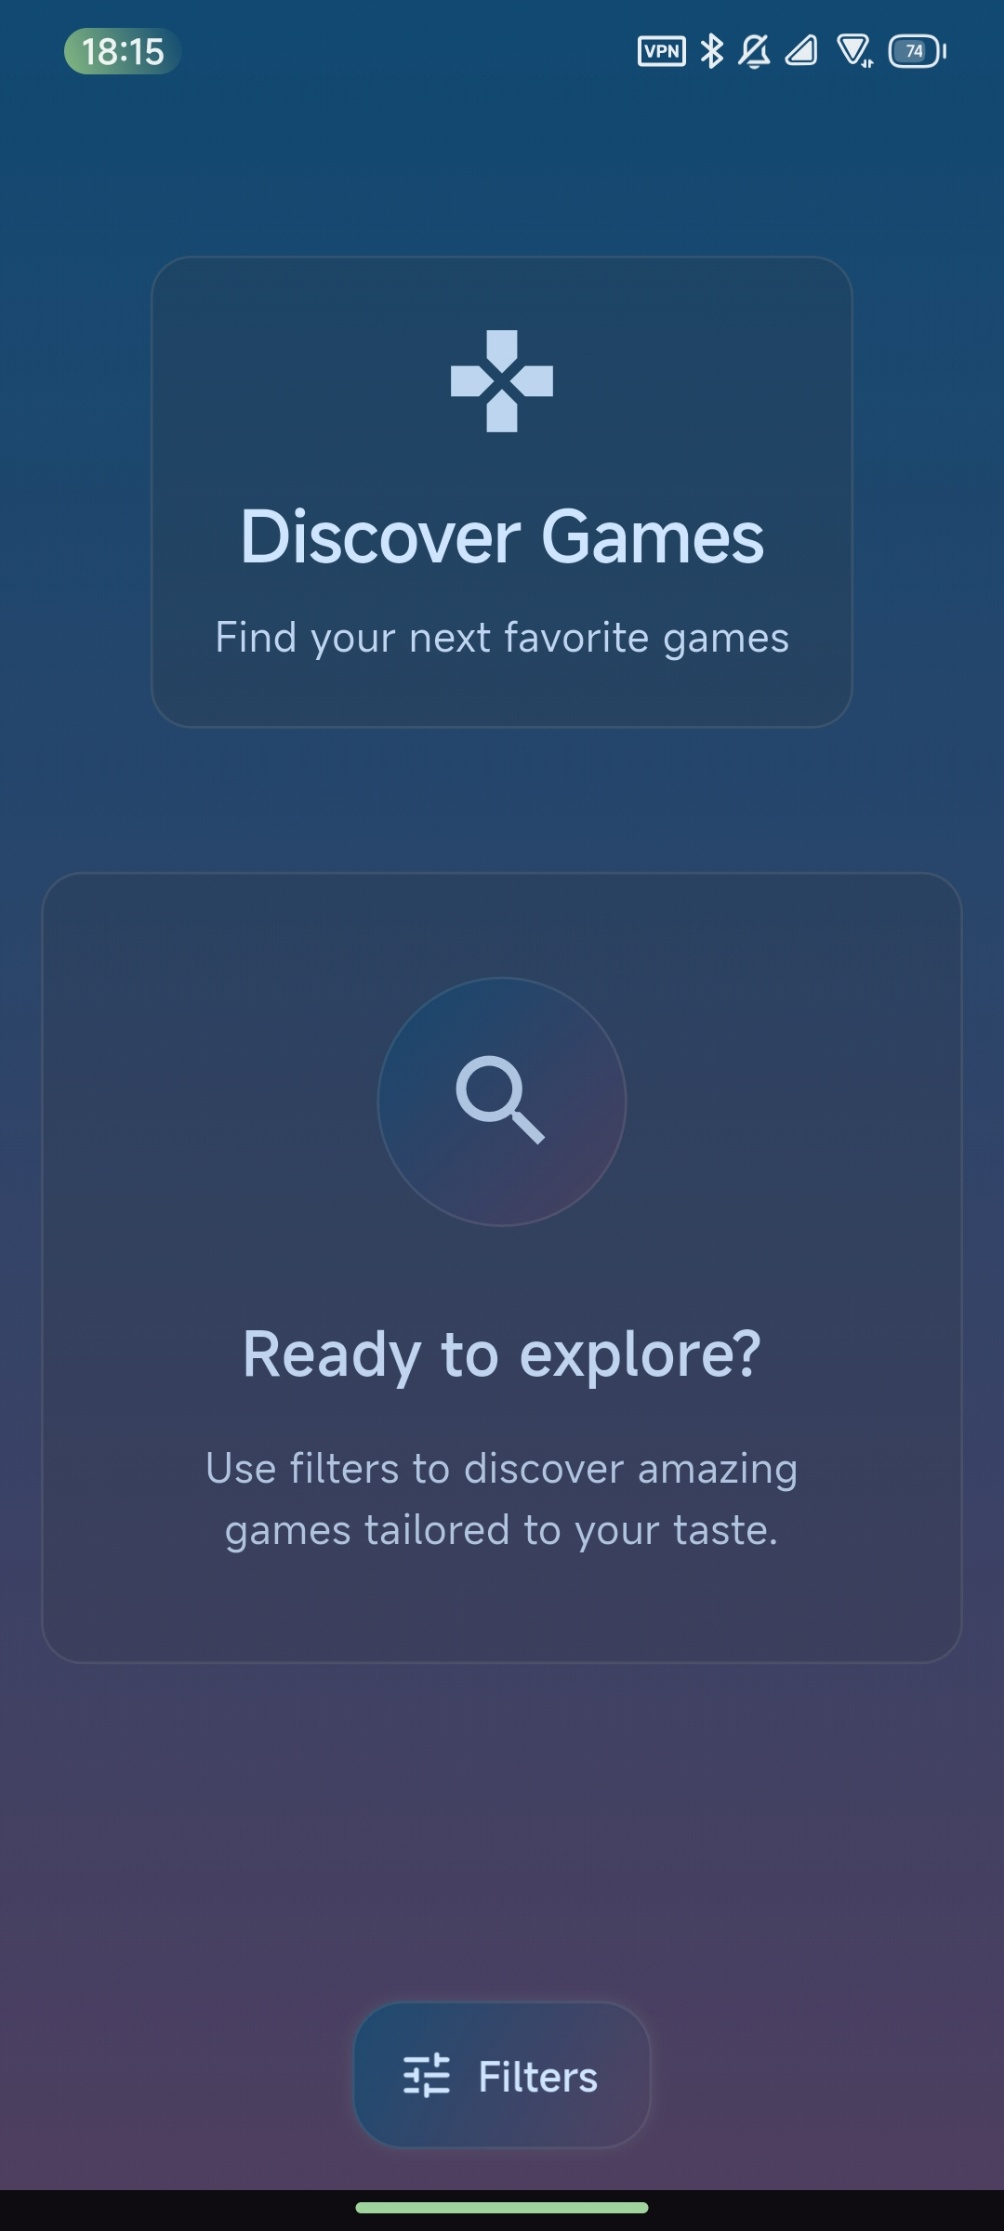 18:15
VPN
74
Discover Games
Find your next favorite games
Ready to explore?
Use filters to discover amazing
games tailored to your taste.
Filters